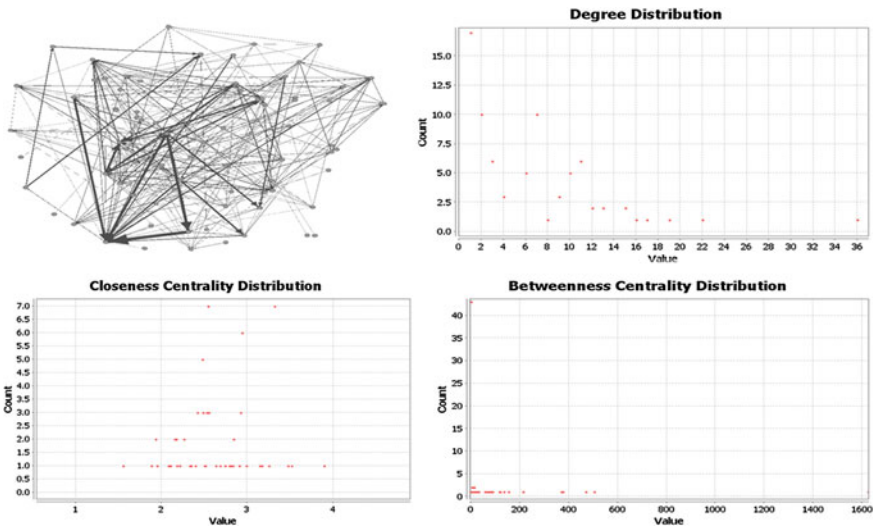 Degree Distribution
15.0
12.5
10.0
7.5
5.0
2.5
0.0
Count
0 2 4 6 8 10 12 14 16 18 20 22 24 26 28 30 32 34 36
Value
Closeness Centrality Distribution
7.0
6.5
6.0
5.5
5.0
4.5
4.0
3.5
3.0
2.5
2.0
1.5
1.0
0.5
0.0
Count
1 2 3 4
Value
Betweenness Centrality Distribution
40
35
30
25
20
15
10
5
0
Count
0 200 400 600 800 1000 1200 1400 1600
Value